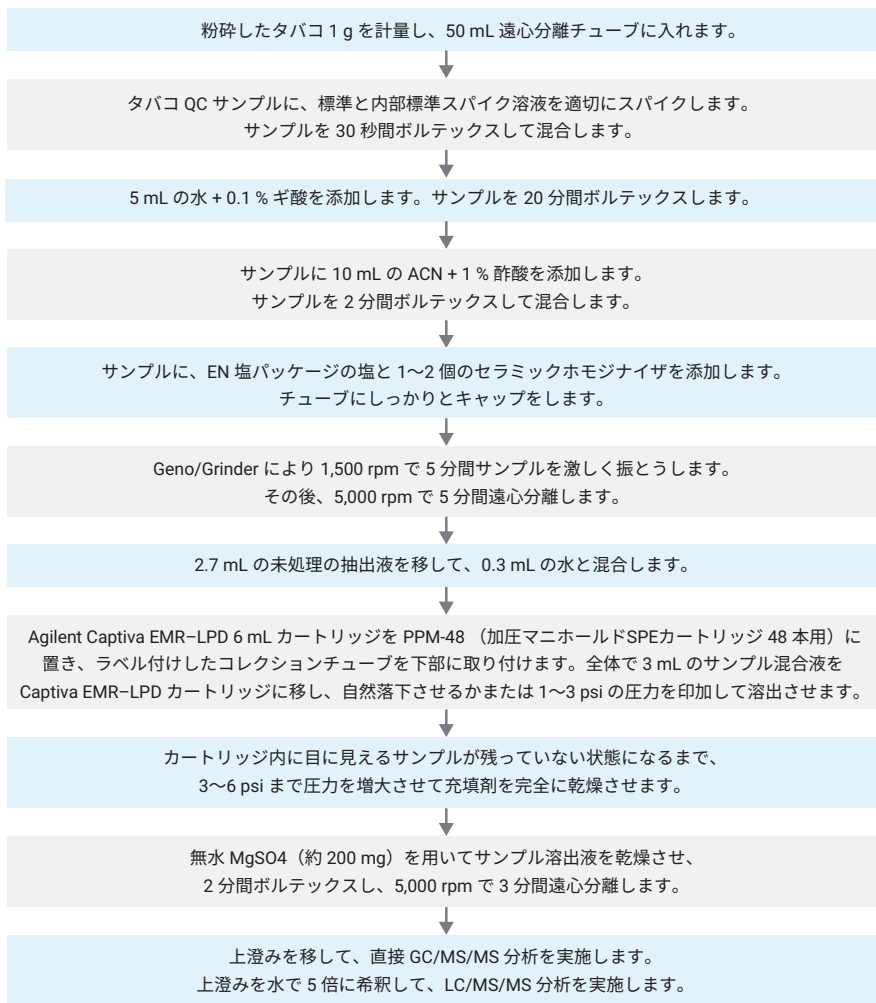 粉砕したタバコ 1 g を計量し、50 mL 遠心分離チューブに入れます。
タバコ QC サンプルに、標準と内部標準スパイク溶液を適切にスパイクします。
サンプルを 30 秒間ボルテックスして混合します。
5 mL の水 + 0.1 % ギ酸を添加します。サンプルを 20 分間ボルテックスします。
サンプルに 10 mL の ACN + 1 % 酢酸を添加します。
サンプルを 2 分間ボルテックスして混合します。
サンプルに、EN 塩パッケージの塩と 1～2 個のセラミックホモジナイザを添加します。
チューブにしっかりとキャップをします。
Geno/Grinder により 1,500 rpm で 5 分間サンプルを激しく振とうします。
その後、5,000 rpm で 5 分間遠心分離します。
2.7 mL の未処理の抽出液を移して、0.3 mL の水と混合します。
Agilent Captiva EMR–LPD 6 mL カートリッジを PPM-48 （加圧マニホールドSPEカートリッジ 48 本用）に
置き、ラベル付けしたコレクションチューブを下部に取り付けます。全体で 3 mL のサンプル混合液を
Captiva EMR–LPD カートリッジに移し、自然落下させるかまたは 1～3 psi の圧力を印加して溶出させます。
カートリッジ内に目に見えるサンプルが残っていない状態になるまで、
3～6 psi まで圧力を増大させて充填剤を完全に乾燥させます。
無水 MgSO4（約 200 mg）を用いてサンプル溶出液を乾燥させ、
2 分間ボルテックスし、5,000 rpm で 3 分間遠心分離します。
上澄みを移して、直接 GC/MS/MS 分析を実施します。
上澄みを水で 5 倍に希釈して、LC/MS/MS 分析を実施します。